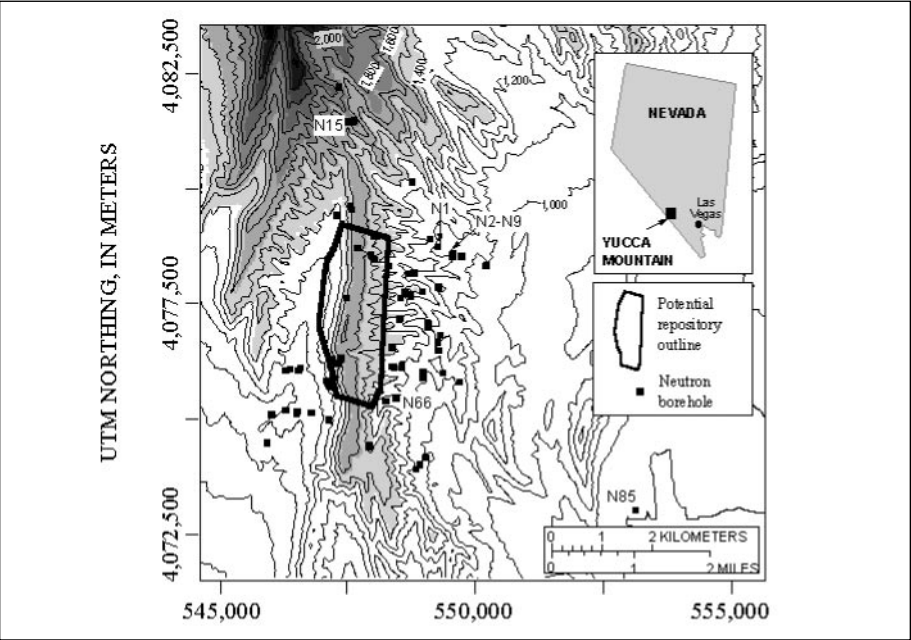 2,000
1,600
1,800
1,400
1,200
N15
1,000
N1
N2-N9
N66
N85
NEVADA
Las
Vegas
YUCCA
MOUNTAIN
Potential
repository
outline
Neutron
borehole
0 1 2 KILOMETERS
0 1 2 MILES
UTM NORTHING, IN METERS
4,082,500
4,077,500
4,072,500
545,000 550,000 555,000